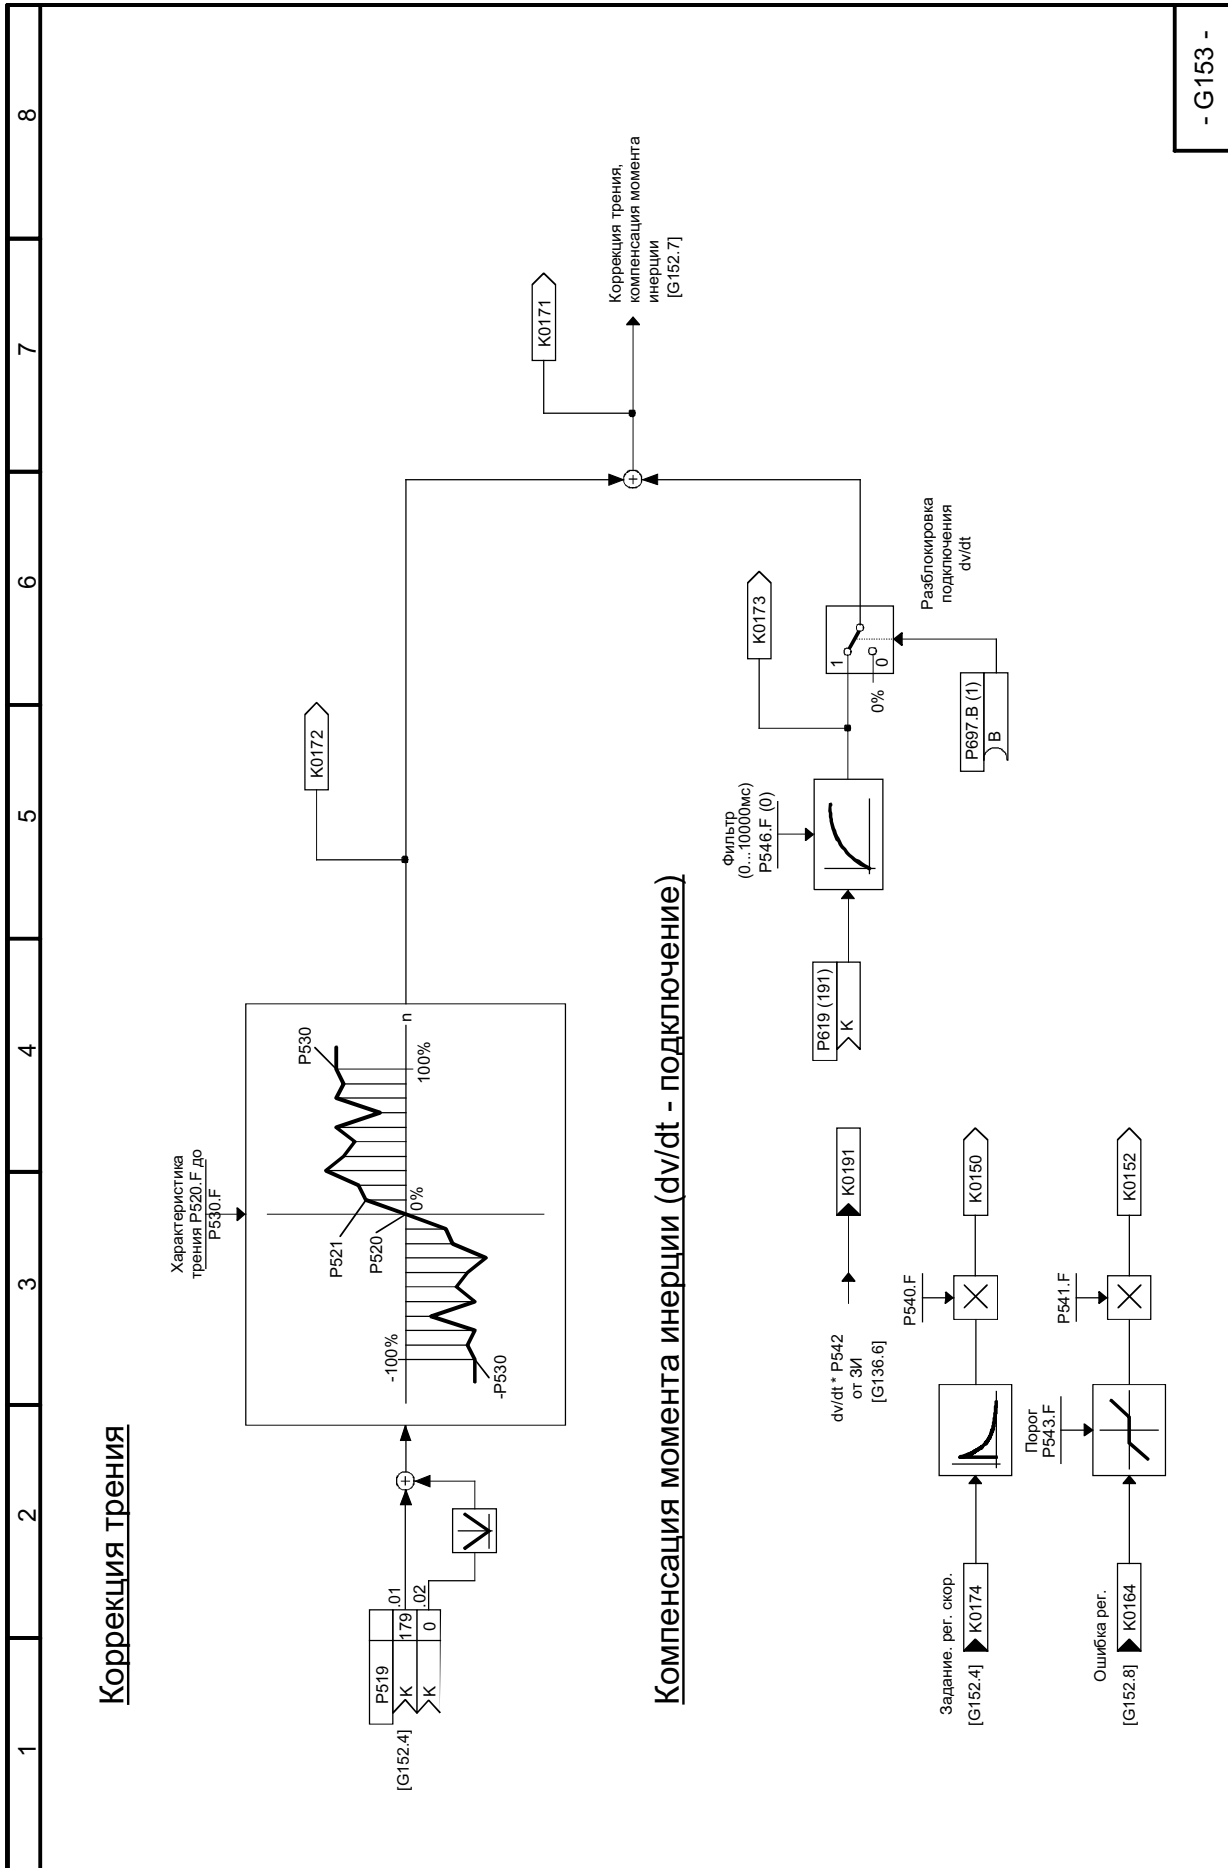 1
2
3
4
5
6
7
8
Коррекция трения
Характеристика
трения P520.F до
P530.F
P530
P521
P520
0%
100%
n
-100%
-P530
P519
K
179
.01
K
0
.02
[G152.4]
+
K0172
+
K0171
Коррекция трения,
компенсация момента
инерции
[G152.7]
Компенсация момента инерции (dv/dt - подключение)
Фильтр
(0...10000мс)
P546.F (0)
P619 (191)
K
K0173
1
0
0%
P697.B (1)
B
Разблокировка
подключения
dv/dt
dv/dt * P542
от ЗИ
[G136.6]
K0191
Задание. рег. скор.
[G152.4]
K0174
P540.F
K0150
Порог
P543.F
Ошибка рег.
[G152.8]
K0164
P541.F
K0152
- G153 -